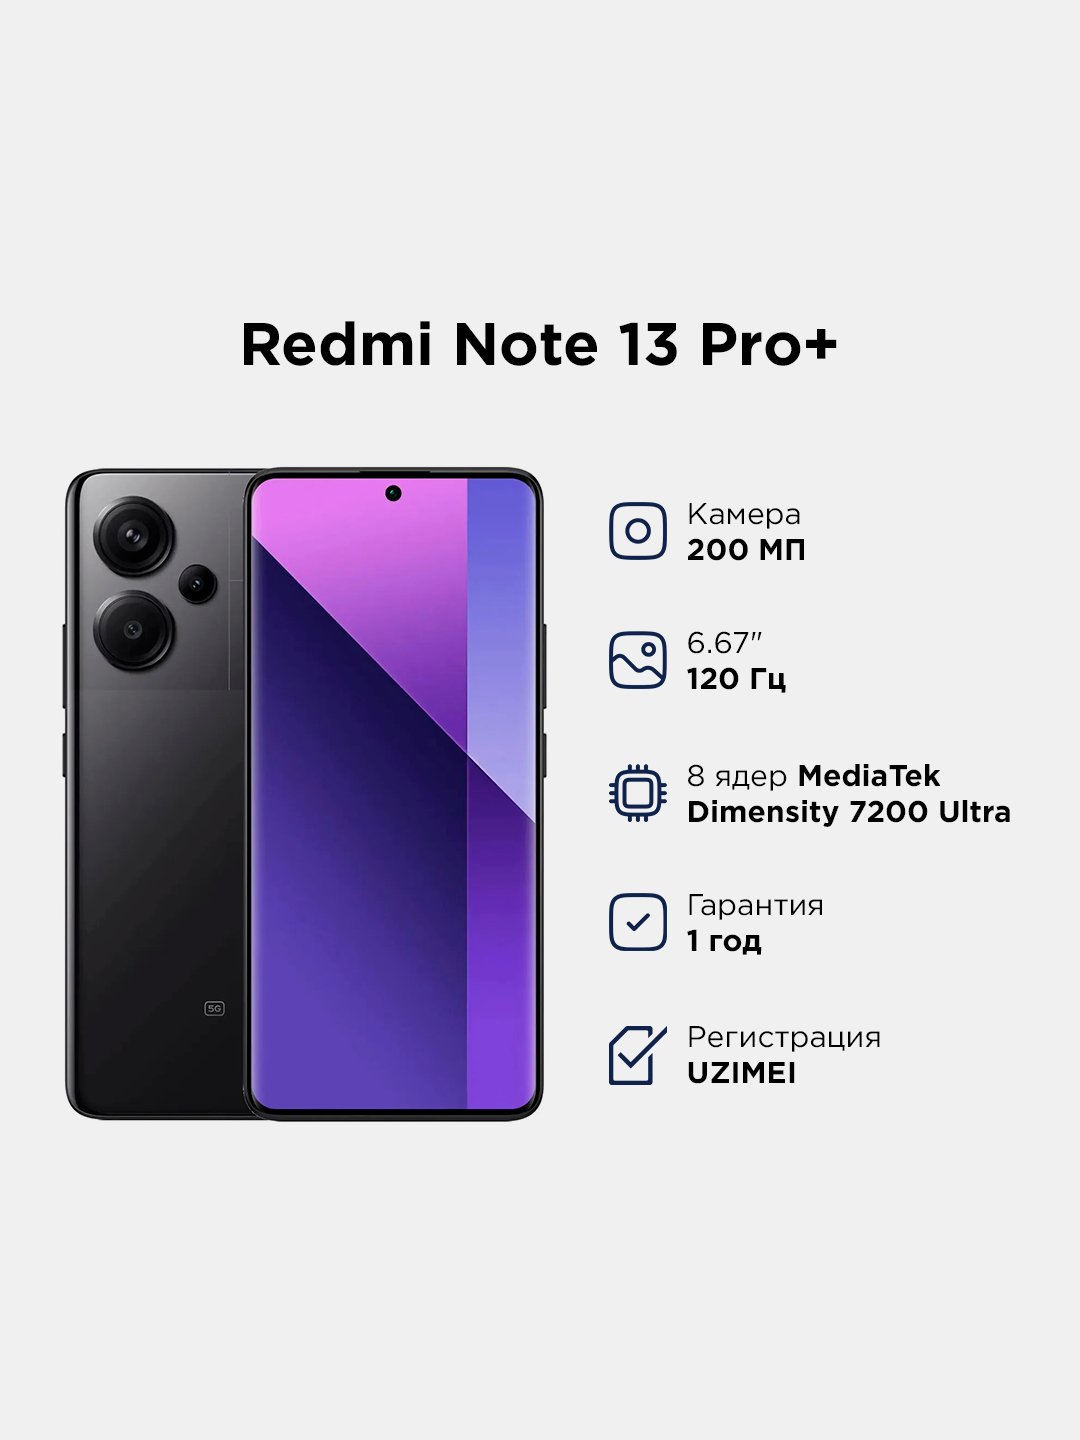 Redmi Note 13 Pro+
Камера
200 МП
6.67"
120 Гц
8 ядер MediaTek
Dimensity 7200 Ultra
Гарантия
1 год
Регистрация
UZIMEI
5G